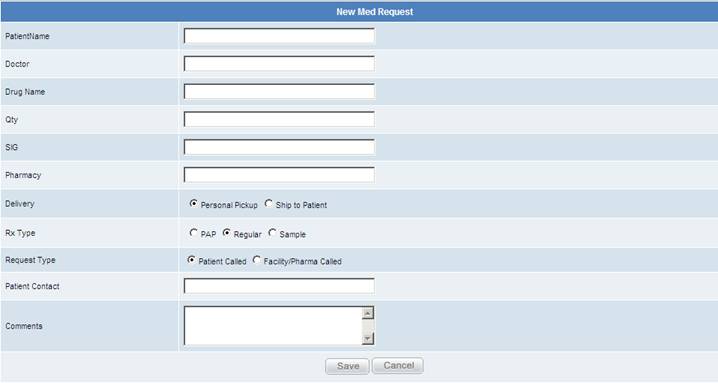 New Med Request
PatientName
Doctor
Drug Name
Qty
SIG
Pharmacy
Delivery Personal Pickup Ship to Patient
Rx Type PAP Regular Sample
Request Type Patient Called Facility/Pharma Called
Patient Contact
Comments
Save Cancel